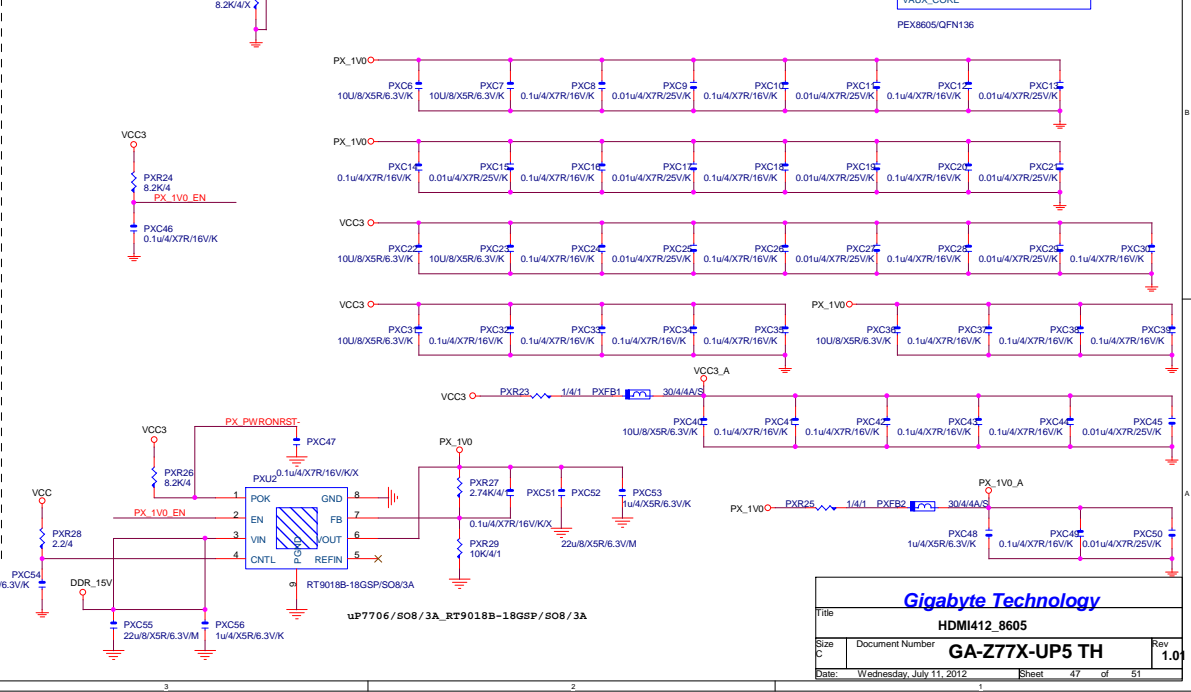 8.2K/4/X
VAUX_CORE
PEX8605/QFN136
PX_1V0
PXC6
10U/8/X5R/6.3V/K
PXC7
10U/8/X5R/6.3V/K
PXC8
0.1u/4/X7R/16V/K
PXC9
0.01u/4/X7R/25V/K
PXC10
0.1u/4/X7R/16V/K
PXC11
0.01u/4/X7R/25V/K
PXC12
0.1u/4/X7R/16V/K
PXC13
0.01u/4/X7R/25V/K
B
PX_1V0
PXC14
0.1u/4/X7R/16V/K
PXC15
0.01u/4/X7R/25V/K
PXC16
0.1u/4/X7R/16V/K
PXC17
0.01u/4/X7R/25V/K
PXC18
0.1u/4/X7R/16V/K
PXC19
0.01u/4/X7R/25V/K
PXC20
0.1u/4/X7R/16V/K
PXC21
0.01u/4/X7R/25V/K
VCC3
PXR24
8.2K/4
PX_1V0_EN
PXC46
0.1u/4/X7R/16V/K
VCC3
PXC22
10U/8/X5R/6.3V/K
PXC23
10U/8/X5R/6.3V/K
PXC24
0.1u/4/X7R/16V/K
PXC25
0.01u/4/X7R/25V/K
PXC26
0.1u/4/X7R/16V/K
PXC27
0.01u/4/X7R/25V/K
PXC28
0.1u/4/X7R/16V/K
PXC29
0.01u/4/X7R/25V/K
PXC30
0.1u/4/X7R/16V/K
VCC3
PXC31
10U/8/X5R/6.3V/K
PXC32
0.1u/4/X7R/16V/K
PXC33
0.1u/4/X7R/16V/K
PXC34
0.1u/4/X7R/16V/K
PXC35
0.1u/4/X7R/16V/K
PX_1V0
PXC36
10U/8/X5R/6.3V/K
PXC37
0.1u/4/X7R/16V/K
PXC38
0.1u/4/X7R/16V/K
PXC39
0.1u/4/X7R/16V/K
VCC3
PXR23
1/4/1
PXFB1
30/4/4A/S
VCC3_A
PXC40
10U/8/X5R/6.3V/K
PXC41
0.1u/4/X7R/16V/K
PXC42
0.1u/4/X7R/16V/K
PXC43
0.1u/4/X7R/16V/K
PXC44
0.1u/4/X7R/16V/K
PXC45
0.01u/4/X7R/25V/K
PX_1V0
PXR25
1/4/1
PXFB2
30/4/4A/S
PX_1V0_A
PXC48
1u/4/X5R/6.3V/K
PXC49
0.1u/4/X7R/16V/K
PXC50
0.01u/4/X7R/25V/K
A
VCC3
PXR26
8.2K/4
PX_PWRONRST-
PXC47
0.1u/4/X7R/16V/K/X
VCC
PXR28
2.2/4
PX_1V0_EN
PXC54
6.3V/K
DDR_15V
PXC55
22u/8/X5R/6.3V/M
PXC56
1u/4/X5R/6.3V/K
PXU2
1 POK
2 EN
3 VIN
4 CNTL
GND 8
FB 7
VOUT 6
REFIN 5
PGND
9
RT9018B-18GSP/SO8/3A
PX_1V0
PXR27
2.74K/4/1
PXR29
10K/4/1
PXC51
0.1u/4/X7R/16V/K/X
PXC52
22u/8/X5R/6.3V/M
PXC53
1u/4/X5R/6.3V/K
uP7706/SO8/3A_RT9018B-18GSP/SO8/3A
Gigabyte Technology
Title
HDMI412_8605
Size
C
Document Number
GA-Z77X-UP5 TH
Rev
1.01
Date: Wednesday, July 11, 2012
Sheet 47 of 51
3
2
1